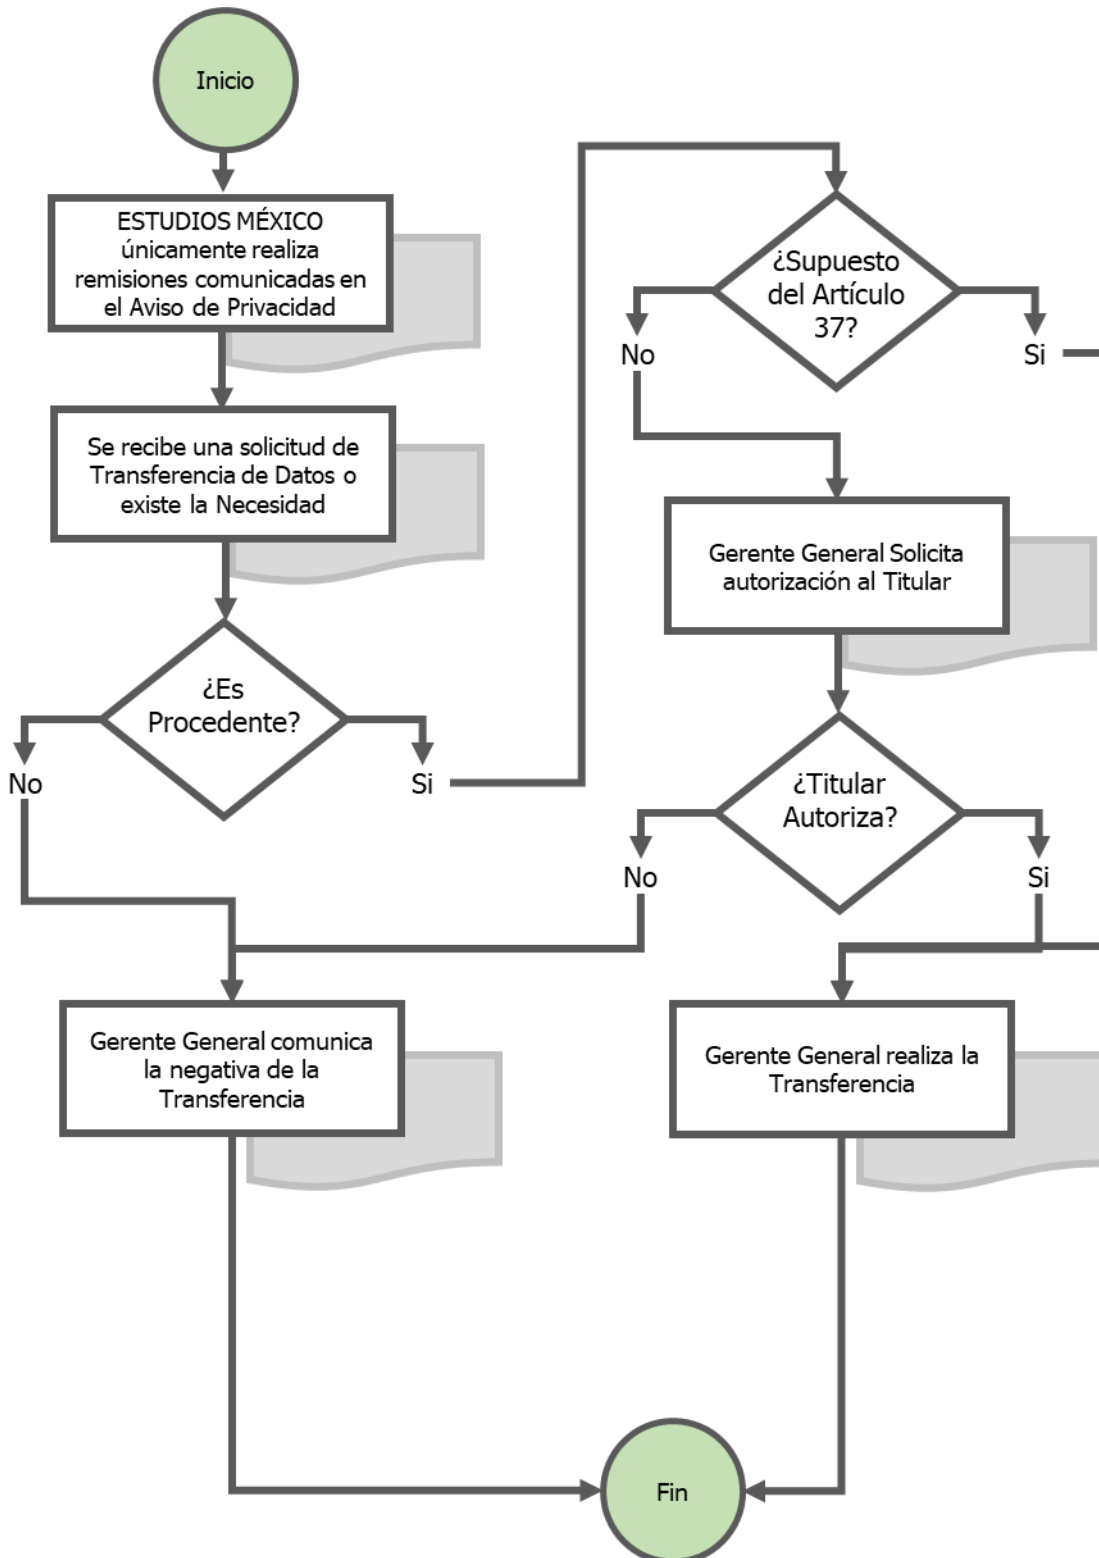 Inicio
ESTUDIOS MÉXICO
únicamente realiza
remisiones comunicadas en
el Aviso de Privacidad
Se recibe una solicitud de
Transferencia de Datos o
existe la Necesidad
¿Es
Procedente?
No
Si
¿Supuesto
del Artículo
37?
No
Si
Gerente General Solicita
autorización al Titular
¿Titular
Autoriza?
No
Si
Gerente General comunica
la negativa de la
Transferencia
Gerente General realiza la
Transferencia
Fin